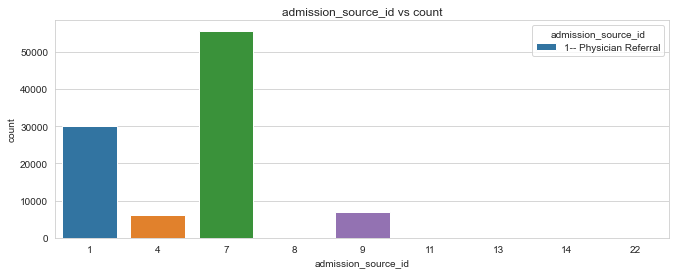 admission_source_id vs count
admission_source_id
1-- Physician Referral
50000
40000
30000
20000
10000
0
count
1 4 7 8 9 11 13 14 22
admission_source_id